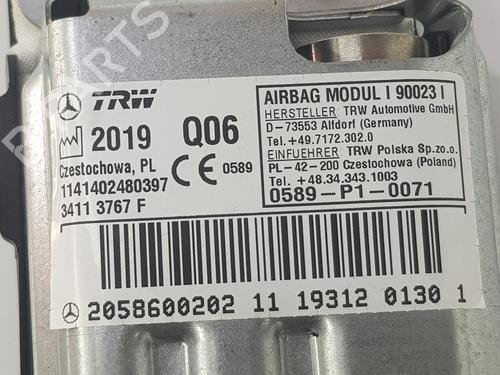 TRW
2019 Q06
Czestochowa, PL
CE 0589
1141402480397
3411 3767 F
AIRBAG MODUL I 90023 I
HERSTELLER: TRW Automotive GmbH
D-73553 Alfdorf (Germany)
Tel.+49.7172.302.0
EINFUEHRER: TRW Polska Sp.zo.o.
PL-42-200 Czestochowa (Poland)
Tel.+48.34.343.1003
0589-P1-0071
2058600202 11 19312 0130 1